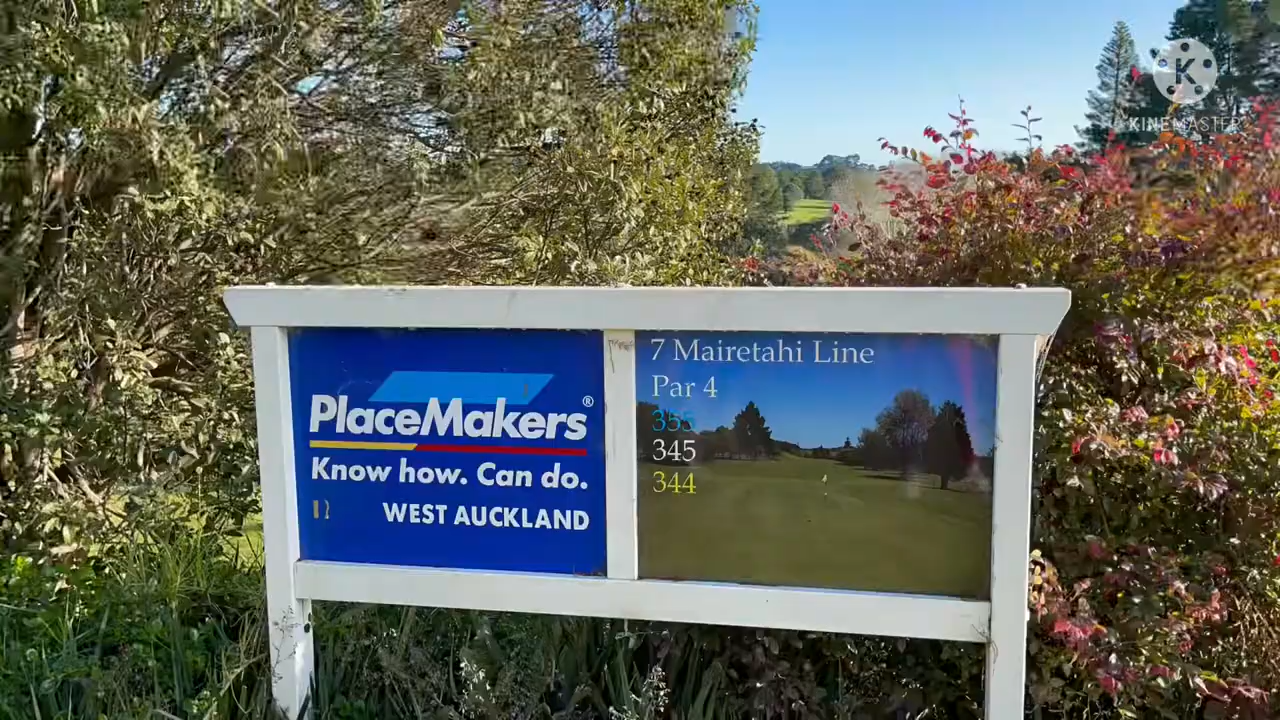 K
KINEMASTER
PlaceMakers®
Know how. Can do.
WEST AUCKLAND
7 Mairetahi Line
Par 4
355
345
344